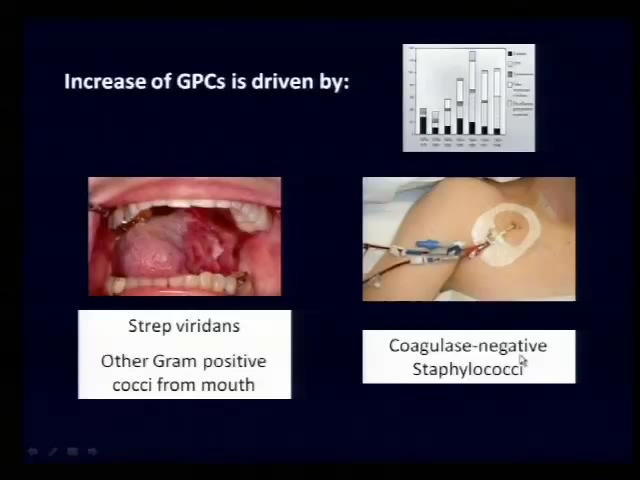 Increase of GPCs is driven by:
Strep viridans
Other Gram positive
cocci from mouth
Coagulase-negative
Staphylococci